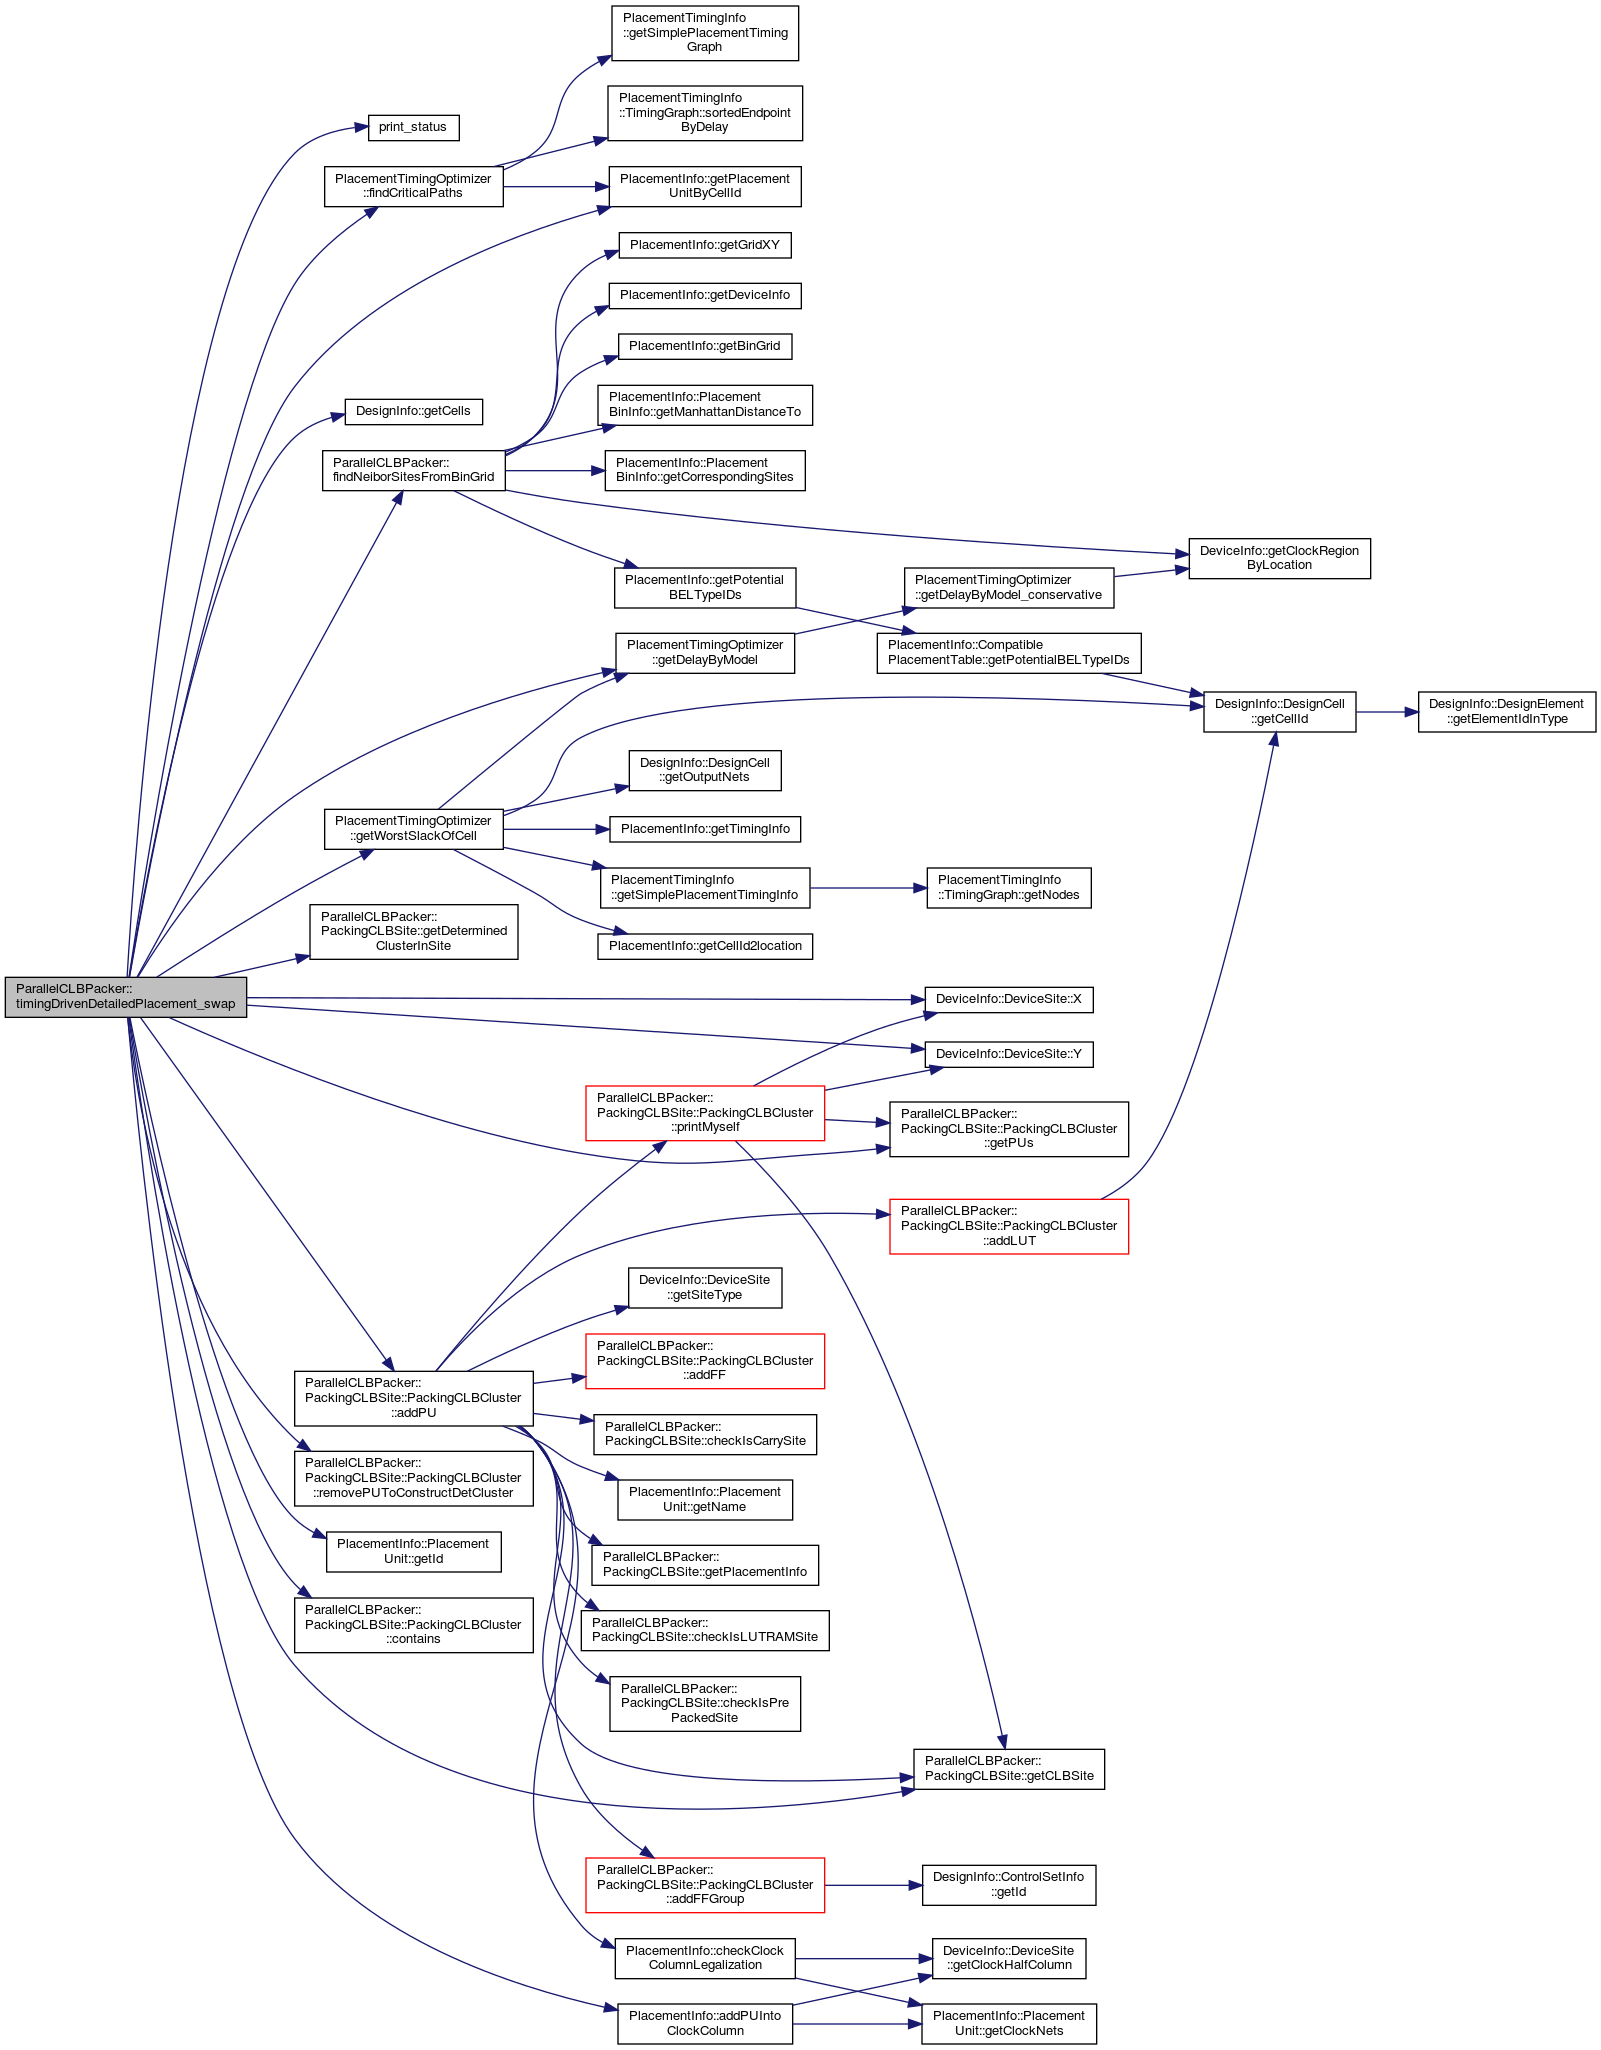 PlacementTimingInfo
::getSimplePlacementTiming
Graph
PlacementTimingInfo
::TimingGraph::sortedEndpoint
ByDelay
print_status
PlacementTimingOptimizer
::findCriticalPaths
PlacementInfo::getPlacement
UnitByCellId
PlacementInfo::getGridXY
PlacementInfo::getDeviceInfo
PlacementInfo::getBinGrid
DesignInfo::getCells
PlacementInfo::Placement
BinInfo::getManhattanDistanceTo
ParallelCLBPacker::
findNeiborSitesFromBinGrid
PlacementInfo::Placement
BinInfo::getCorrespondingSites
DeviceInfo::getClockRegion
ByLocation
PlacementInfo::getPotential
BELTypeIDs
PlacementTimingOptimizer
::getDelayByModel_conservative
PlacementTimingOptimizer
::getDelayByModel
PlacementInfo::Compatible
PlacementTable::getPotentialBELTypeIDs
DesignInfo::DesignCell
::getCellId
DesignInfo::DesignElement
::getElementIdInType
DesignInfo::DesignCell
::getOutputNets
PlacementTimingOptimizer
::getWorstSlackOfCell
PlacementInfo::getTimingInfo
PlacementTimingInfo
::getSimplePlacementTimingInfo
PlacementTimingInfo
::TimingGraph::getNodes
ParallelCLBPacker::
PackingCLBSite::getDetermined
ClusterInSite
PlacementInfo::getCellId2location
ParallelCLBPacker::
timingDrivenDetailedPlacement_swap
DeviceInfo::DeviceSite::X
DeviceInfo::DeviceSite::Y
ParallelCLBPacker::
PackingCLBSite::PackingCLBCluster
::printMyself
ParallelCLBPacker::
PackingCLBSite::PackingCLBCluster
::getPUs
ParallelCLBPacker::
PackingCLBSite::PackingCLBCluster
::addLUT
DeviceInfo::DeviceSite
::getSiteType
ParallelCLBPacker::
PackingCLBSite::PackingCLBCluster
::addFF
ParallelCLBPacker::
PackingCLBSite::PackingCLBCluster
::addPU
ParallelCLBPacker::
PackingCLBSite::checkIsCarrySite
ParallelCLBPacker::
PackingCLBSite::PackingCLBCluster
::removePUToConstructDetCluster
PlacementInfo::Placement
Unit::getName
PlacementInfo::Placement
Unit::getId
ParallelCLBPacker::
PackingCLBSite::getPlacementInfo
ParallelCLBPacker::
PackingCLBSite::PackingCLBCluster
::contains
ParallelCLBPacker::
PackingCLBSite::checkIsLUTRAMSite
ParallelCLBPacker::
PackingCLBSite::checkIsPre
PackedSite
ParallelCLBPacker::
PackingCLBSite::getCLBSite
ParallelCLBPacker::
PackingCLBSite::PackingCLBCluster
::addFFGroup
DesignInfo::ControlSetInfo
::getId
PlacementInfo::checkClock
ColumnLegalization
DeviceInfo::DeviceSite
::getClockHalfColumn
PlacementInfo::addPUInto
ClockColumn
PlacementInfo::Placement
Unit::getClockNets